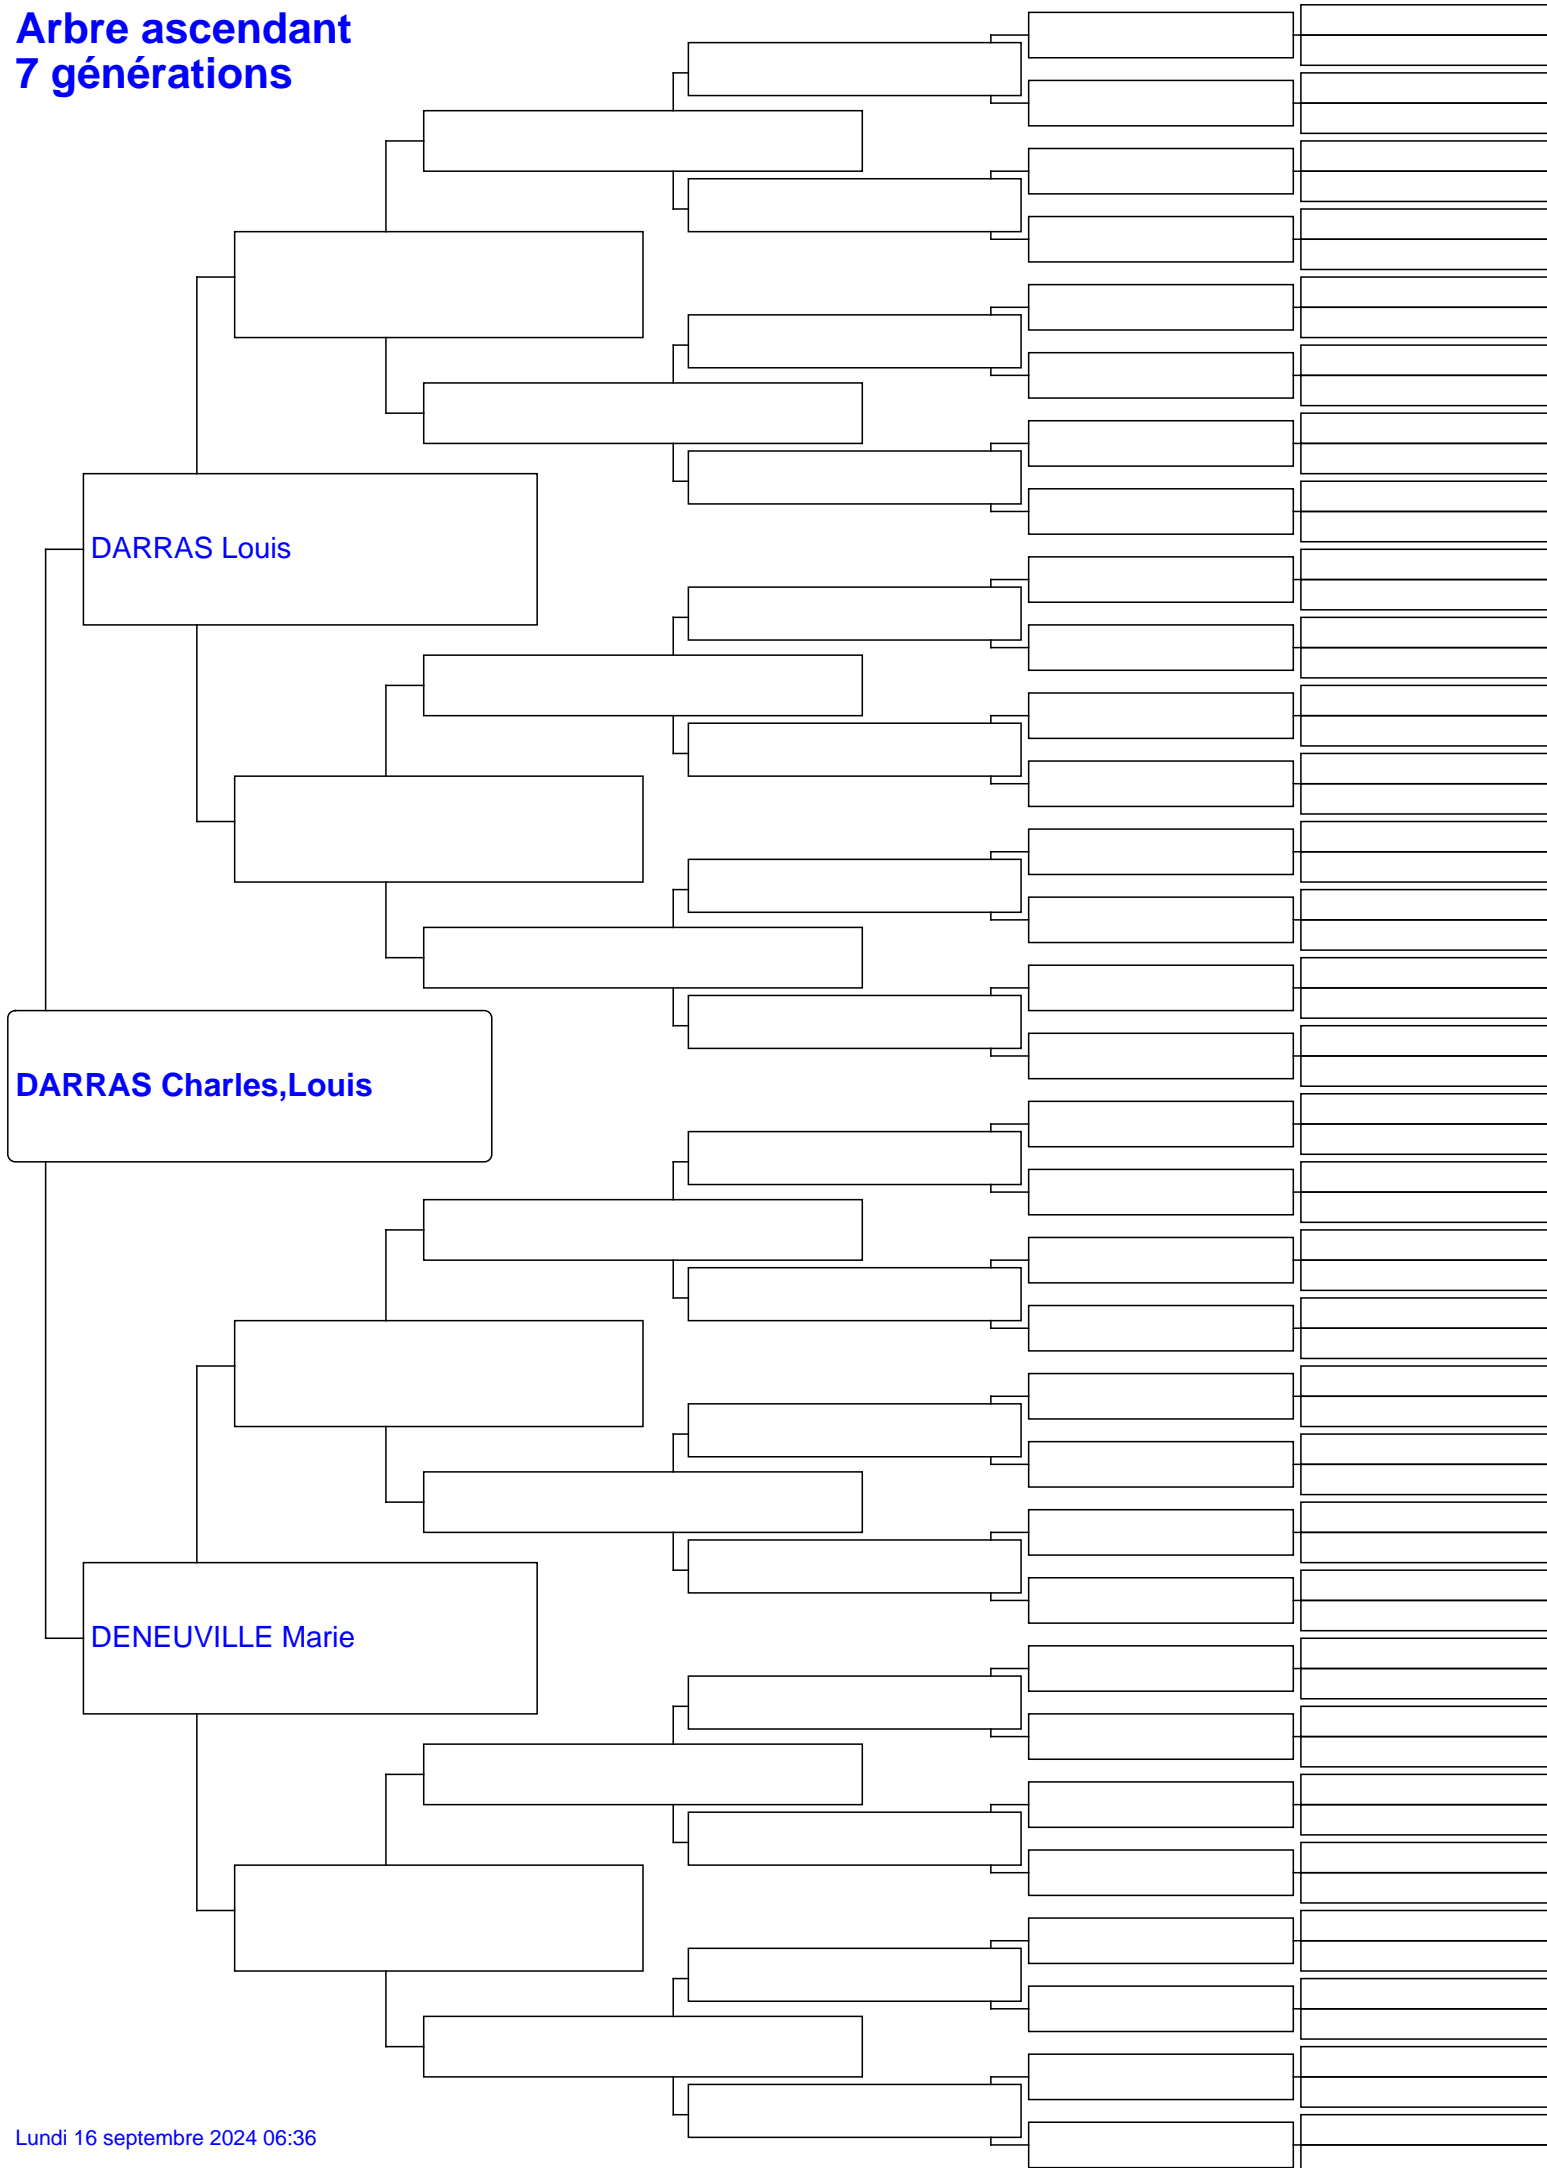 Arbre ascendant
7 générations
DARRAS Louis
DARRAS Charles,Louis
DENEUVILLE Marie
Lundi 16 septembre 2024 06:36